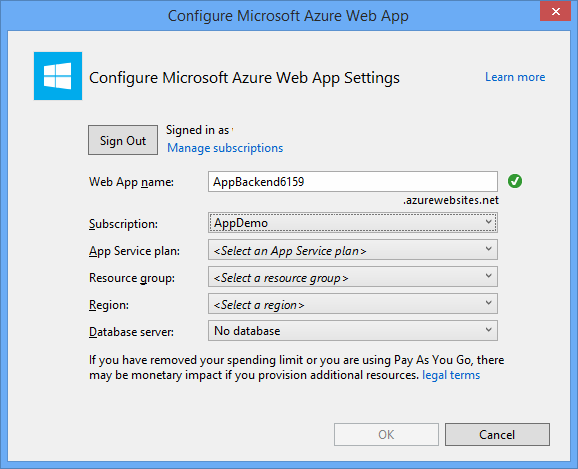 Configure Microsoft Azure Web App
Configure Microsoft Azure Web App Settings
Learn more
Sign Out
Signed in as
Manage subscriptions
Web App name:
AppBackend6159
.azurewebsites.net
Subscription:
AppDemo
App Service plan:
<Select an App Service plan>
Resource group:
<Select a resource group>
Region:
<Select a region>
Database server:
No database
If you have removed your spending limit or you are using Pay As You Go, there
may be monetary impact if you provision additional resources. legal terms
OK
Cancel